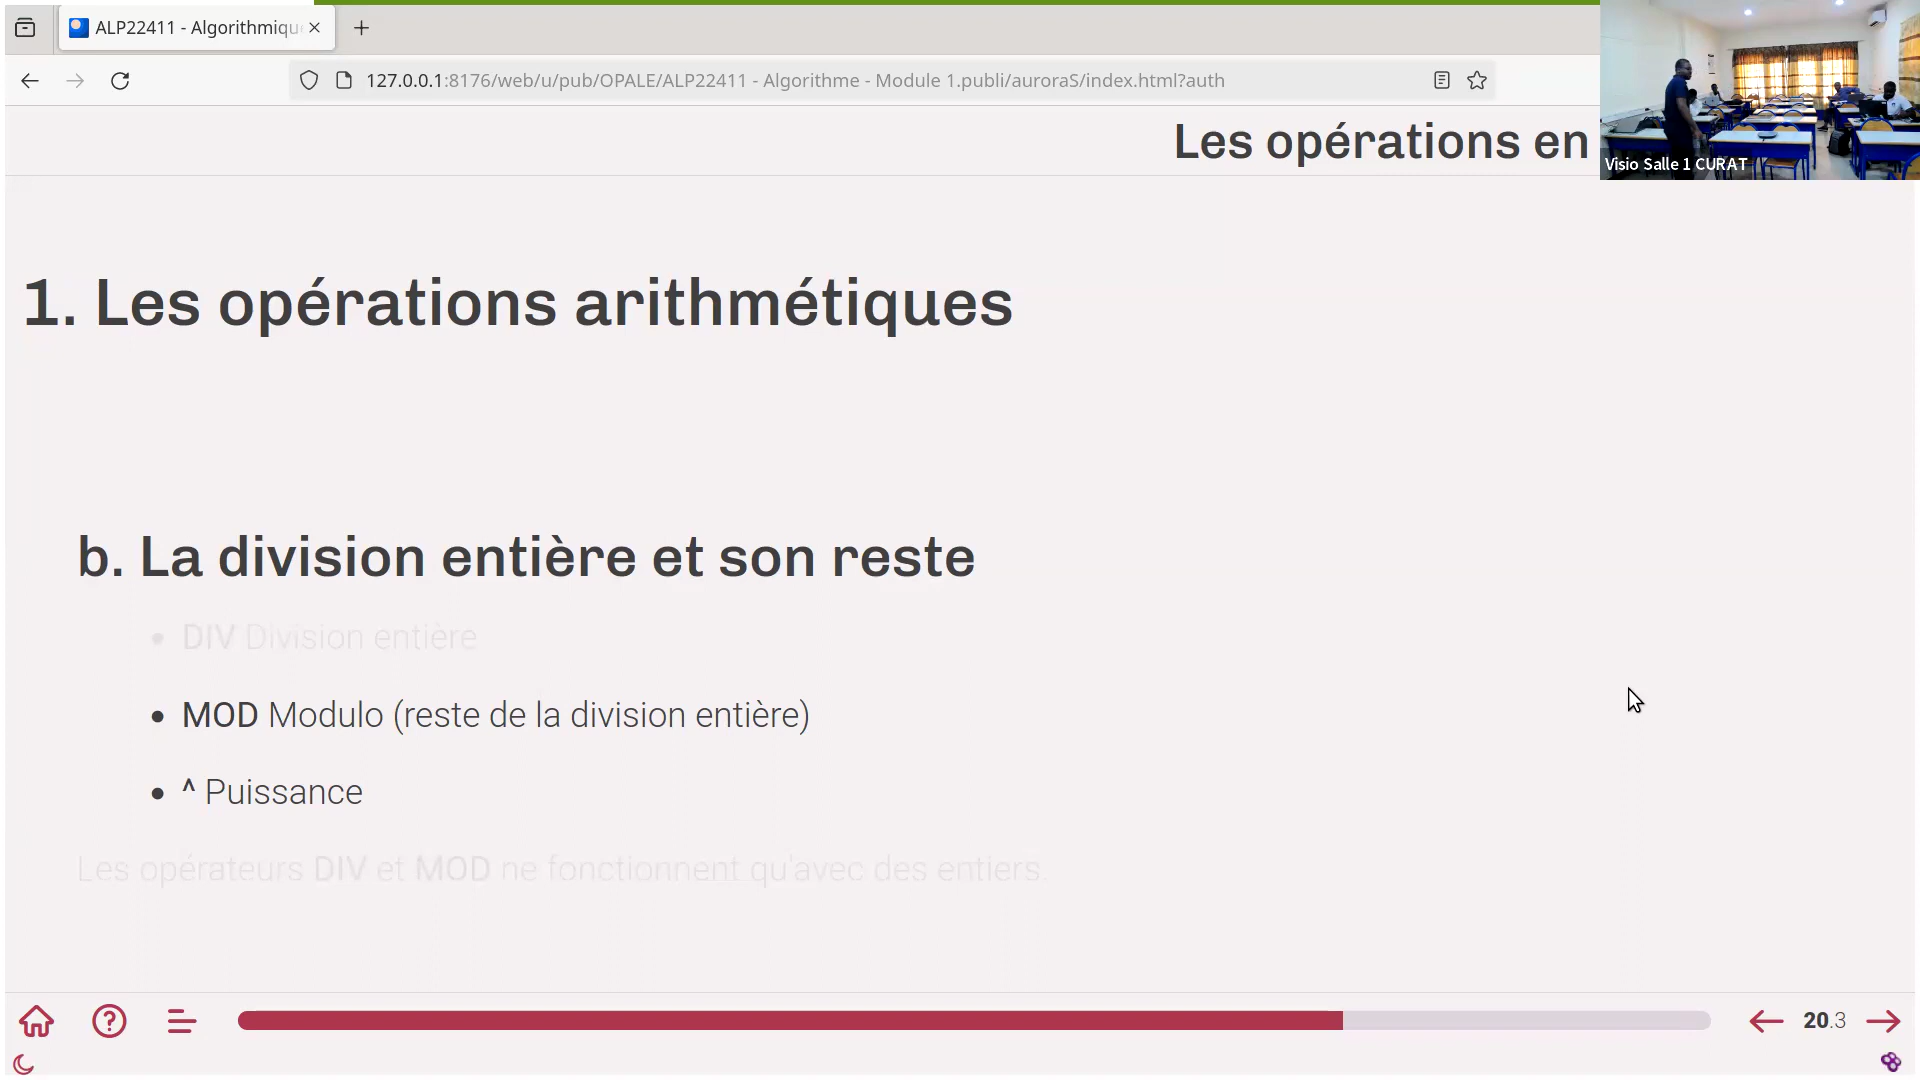 ALP22411 - Algorithmiqu
127.0.0.1:8176/web/u/pub/OPALE/ALP22411 - Algorithme - Module 1.publi/auroraS/index.html?auth
Les opérations en
Visio Salle 1 CURAT
1. Les opérations arithmétiques
b. La division entière et son reste
• DIV Division entière
• MOD Modulo (reste de la division entière)
• ^ Puissance
Les opérateurs DIV et MOD ne fonctionnent qu'avec des entiers.
20.3